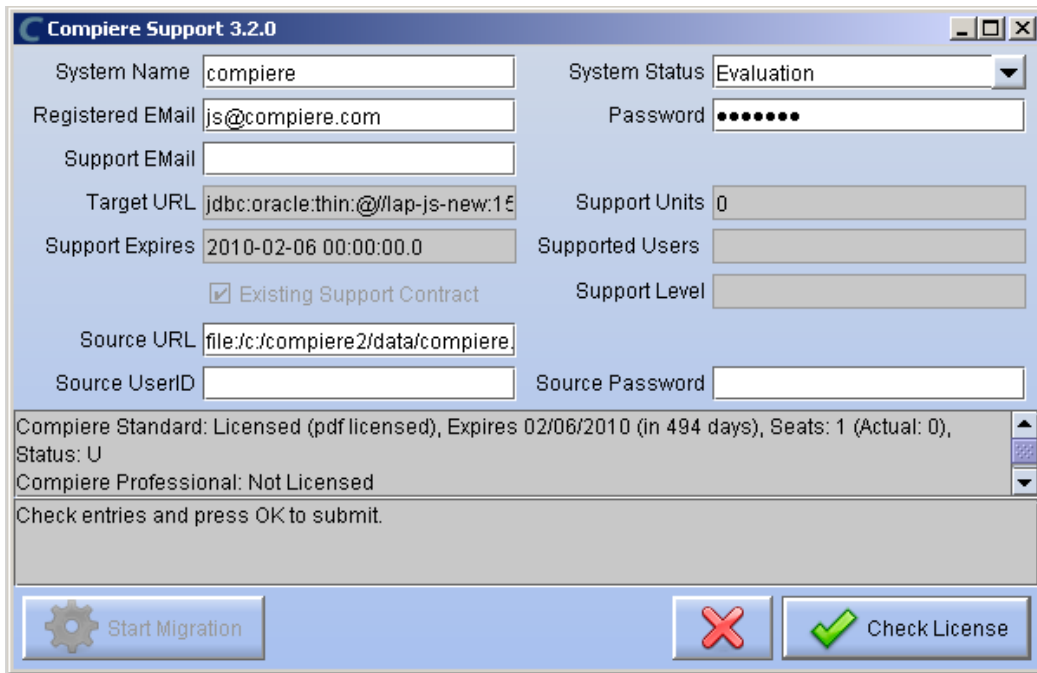 Compiere Support 3.2.0
System Name compiere System Status Evaluation
Registered EMail js@compiere.com Password •••••••
Support EMail
Target URL jdbc:oracle:thin:@//lap-js-new:15 Support Units 0
Support Expires 2010-02-06 00:00:00.0 Supported Users
Existing Support Contract Support Level
Source URL file:/c:/compiere2/data/compiere.
Source UserID Source Password
Compiere Standard: Licensed (pdf licensed), Expires 02/06/2010 (in 494 days), Seats: 1 (Actual: 0),
Status: U
Compiere Professional: Not Licensed
Check entries and press OK to submit.
Start Migration Check License